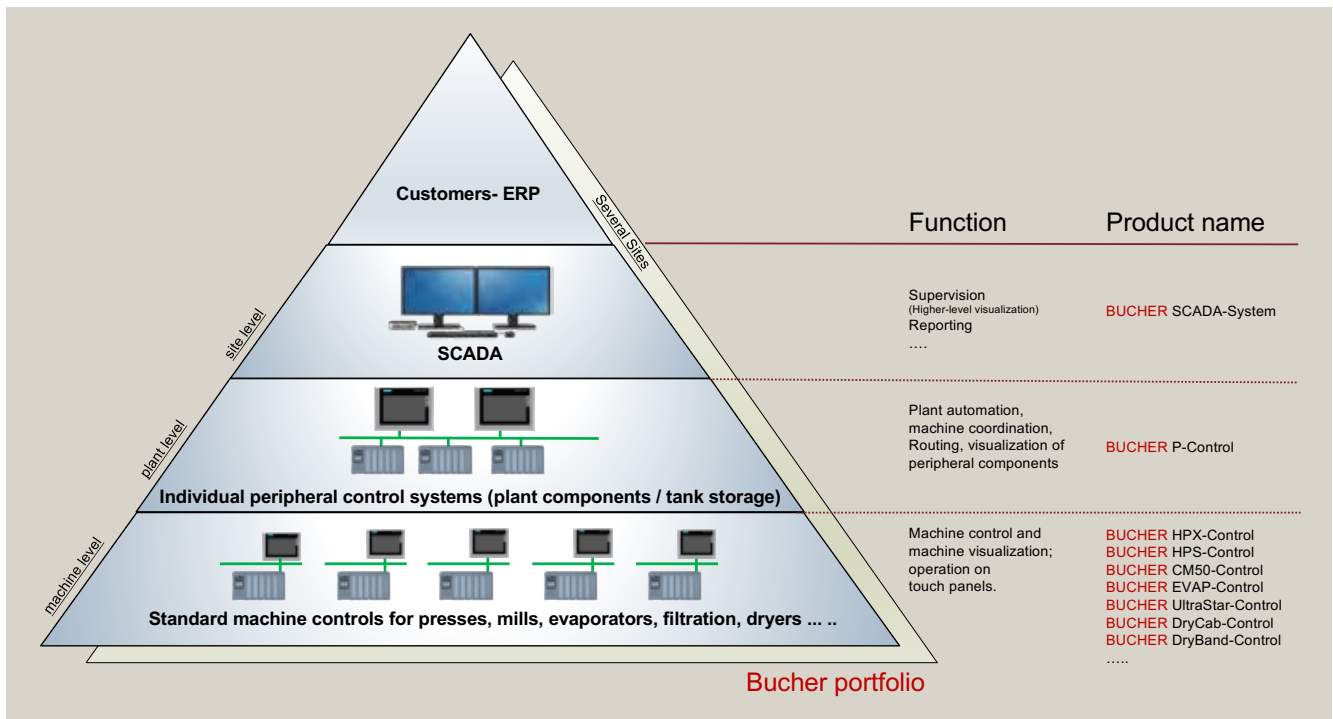 Customers- ERP
Several Sites
site level
SCADA
plant level
Individual peripheral control systems (plant components / tank storage)
machine level
Standard machine controls for presses, mills, evaporators, filtration, dryers ... ..
Function
Product name
Supervision
(Higher-level visualization)
Reporting
….
BUCHER SCADA-System
Plant automation,
machine coordination,
Routing, visualization of
peripheral components
BUCHER P-Control
Machine control and
machine visualization;
operation on
touch panels.
BUCHER HPX-Control
BUCHER HPS-Control
BUCHER CM50-Control
BUCHER EVAP-Control
BUCHER UltraStar-Control
BUCHER DryCab-Control
BUCHER DryBand-Control
…..
Bucher portfolio